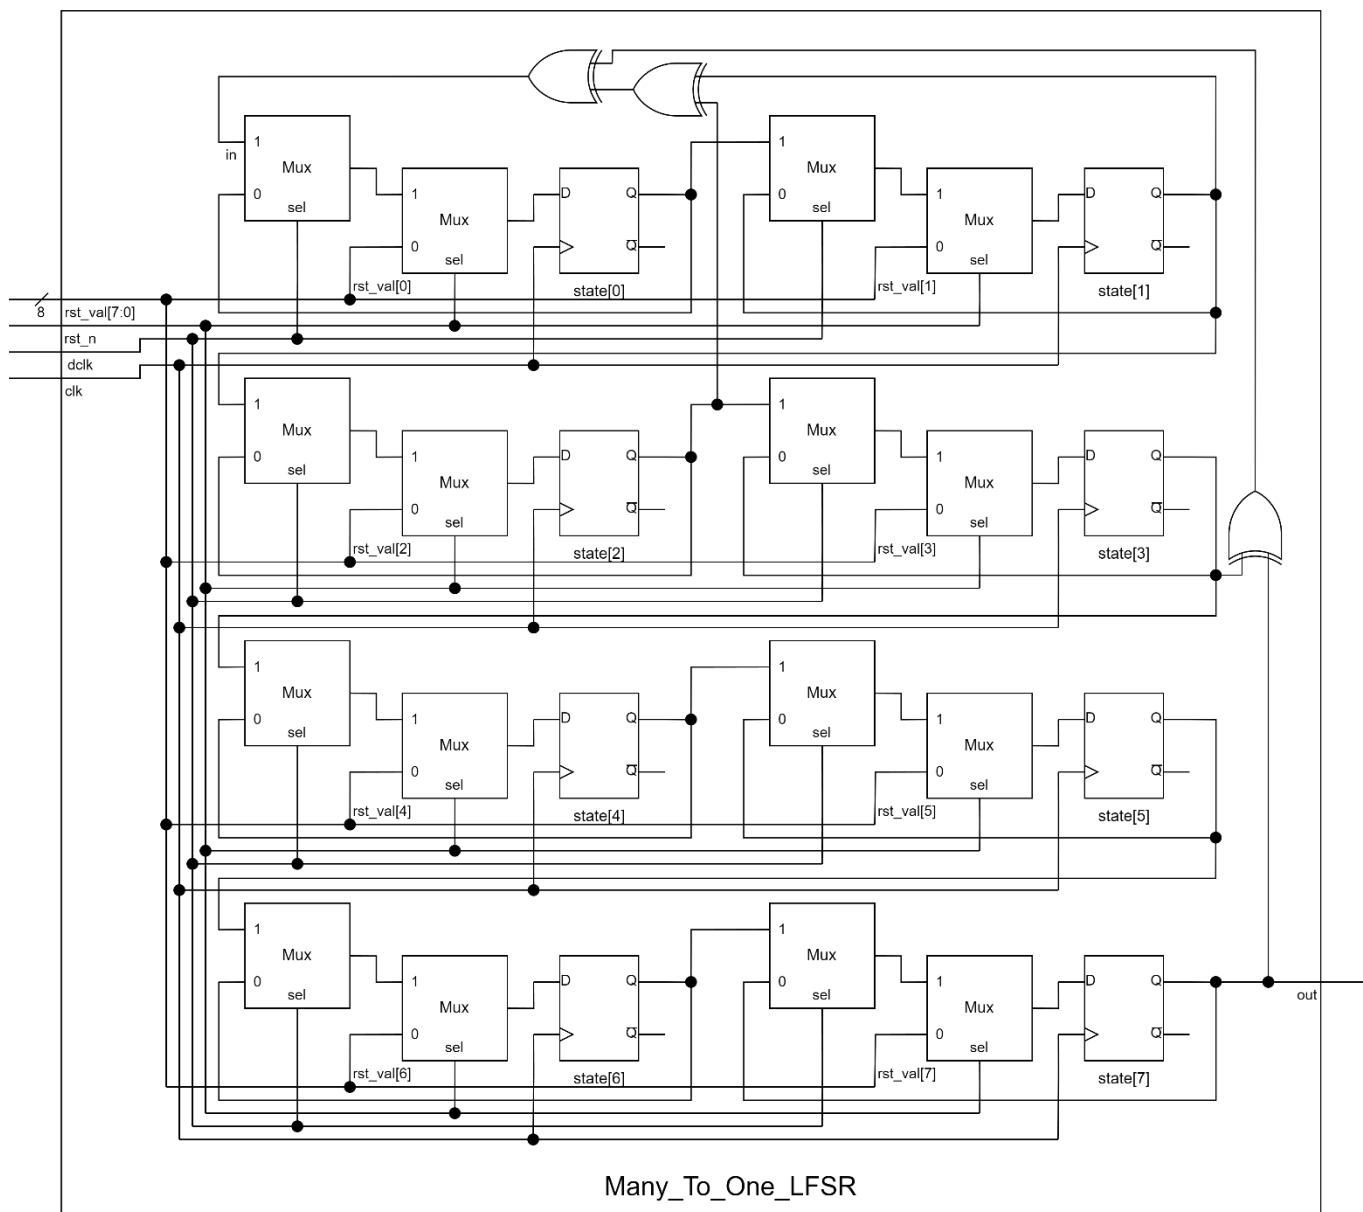 1
Mux
0
sel
in
1
Mux
0
sel
D
Q
Q̅
state[0]
rst_val[0]
1
Mux
0
sel
1
Mux
0
sel
D
Q
Q̅
state[1]
rst_val[1]
8
rst_val[7:0]
rst_n
dclk
clk
1
Mux
0
sel
1
Mux
0
sel
D
Q
Q̅
state[2]
rst_val[2]
1
Mux
0
sel
1
Mux
0
sel
D
Q
Q̅
state[3]
rst_val[3]
1
Mux
0
sel
1
Mux
0
sel
D
Q
Q̅
state[4]
rst_val[4]
1
Mux
0
sel
1
Mux
0
sel
D
Q
Q̅
state[5]
rst_val[5]
1
Mux
0
sel
1
Mux
0
sel
D
Q
Q̅
state[6]
rst_val[6]
1
Mux
0
sel
1
Mux
0
sel
D
Q
Q̅
state[7]
rst_val[7]
out
Many_To_One_LFSR